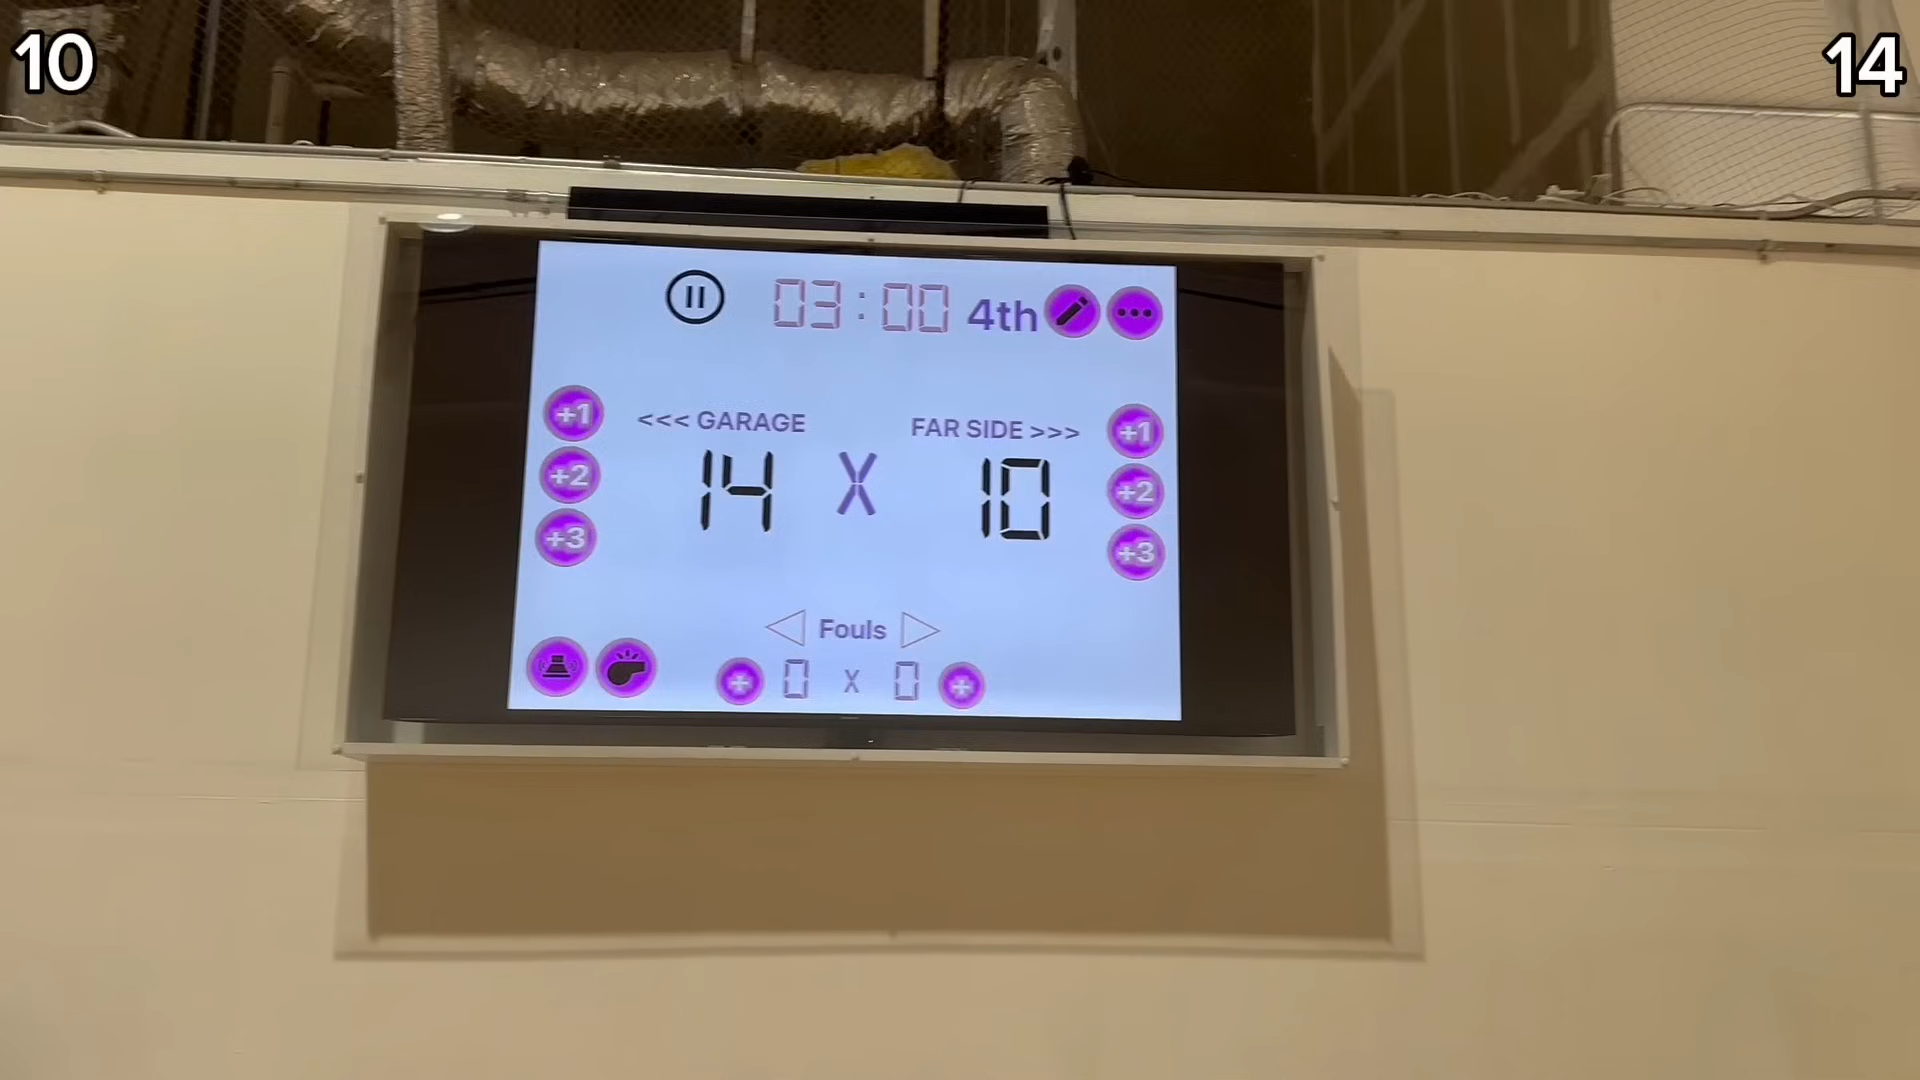 10 14
03:00 4th
+1 <<< GARAGE FAR SIDE >>> +1
+2 14 X 10 +2
+3 +3
Fouls
+ 0 X 0 +